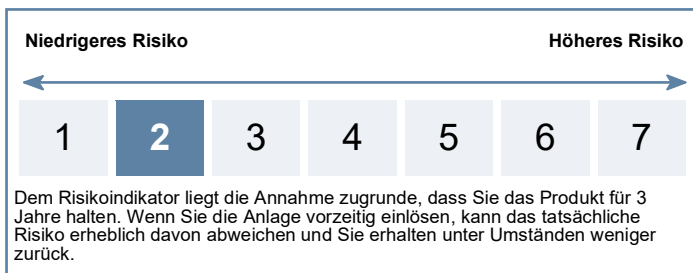 Niedrigeres Risiko Höheres Risiko
1 2 3 4 5 6 7
Dem Risikoindikator liegt die Annahme zugrunde, dass Sie das Produkt für 3
Jahre halten. Wenn Sie die Anlage vorzeitig einlösen, kann das tatsächliche
Risiko erheblich davon abweichen und Sie erhalten unter Umständen weniger
zurück.